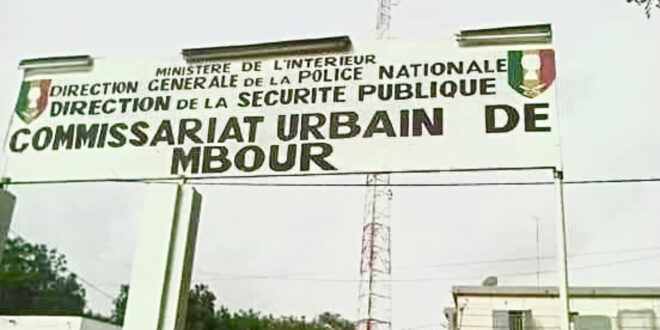 MINISTERE DE L'INTERIEUR
DIRECTION GENERALE DE LA POLICE NATIONALE
DIRECTION DE LA SECURITE PUBLIQUE
COMMISSARIAT URBAIN DE
MBOUR